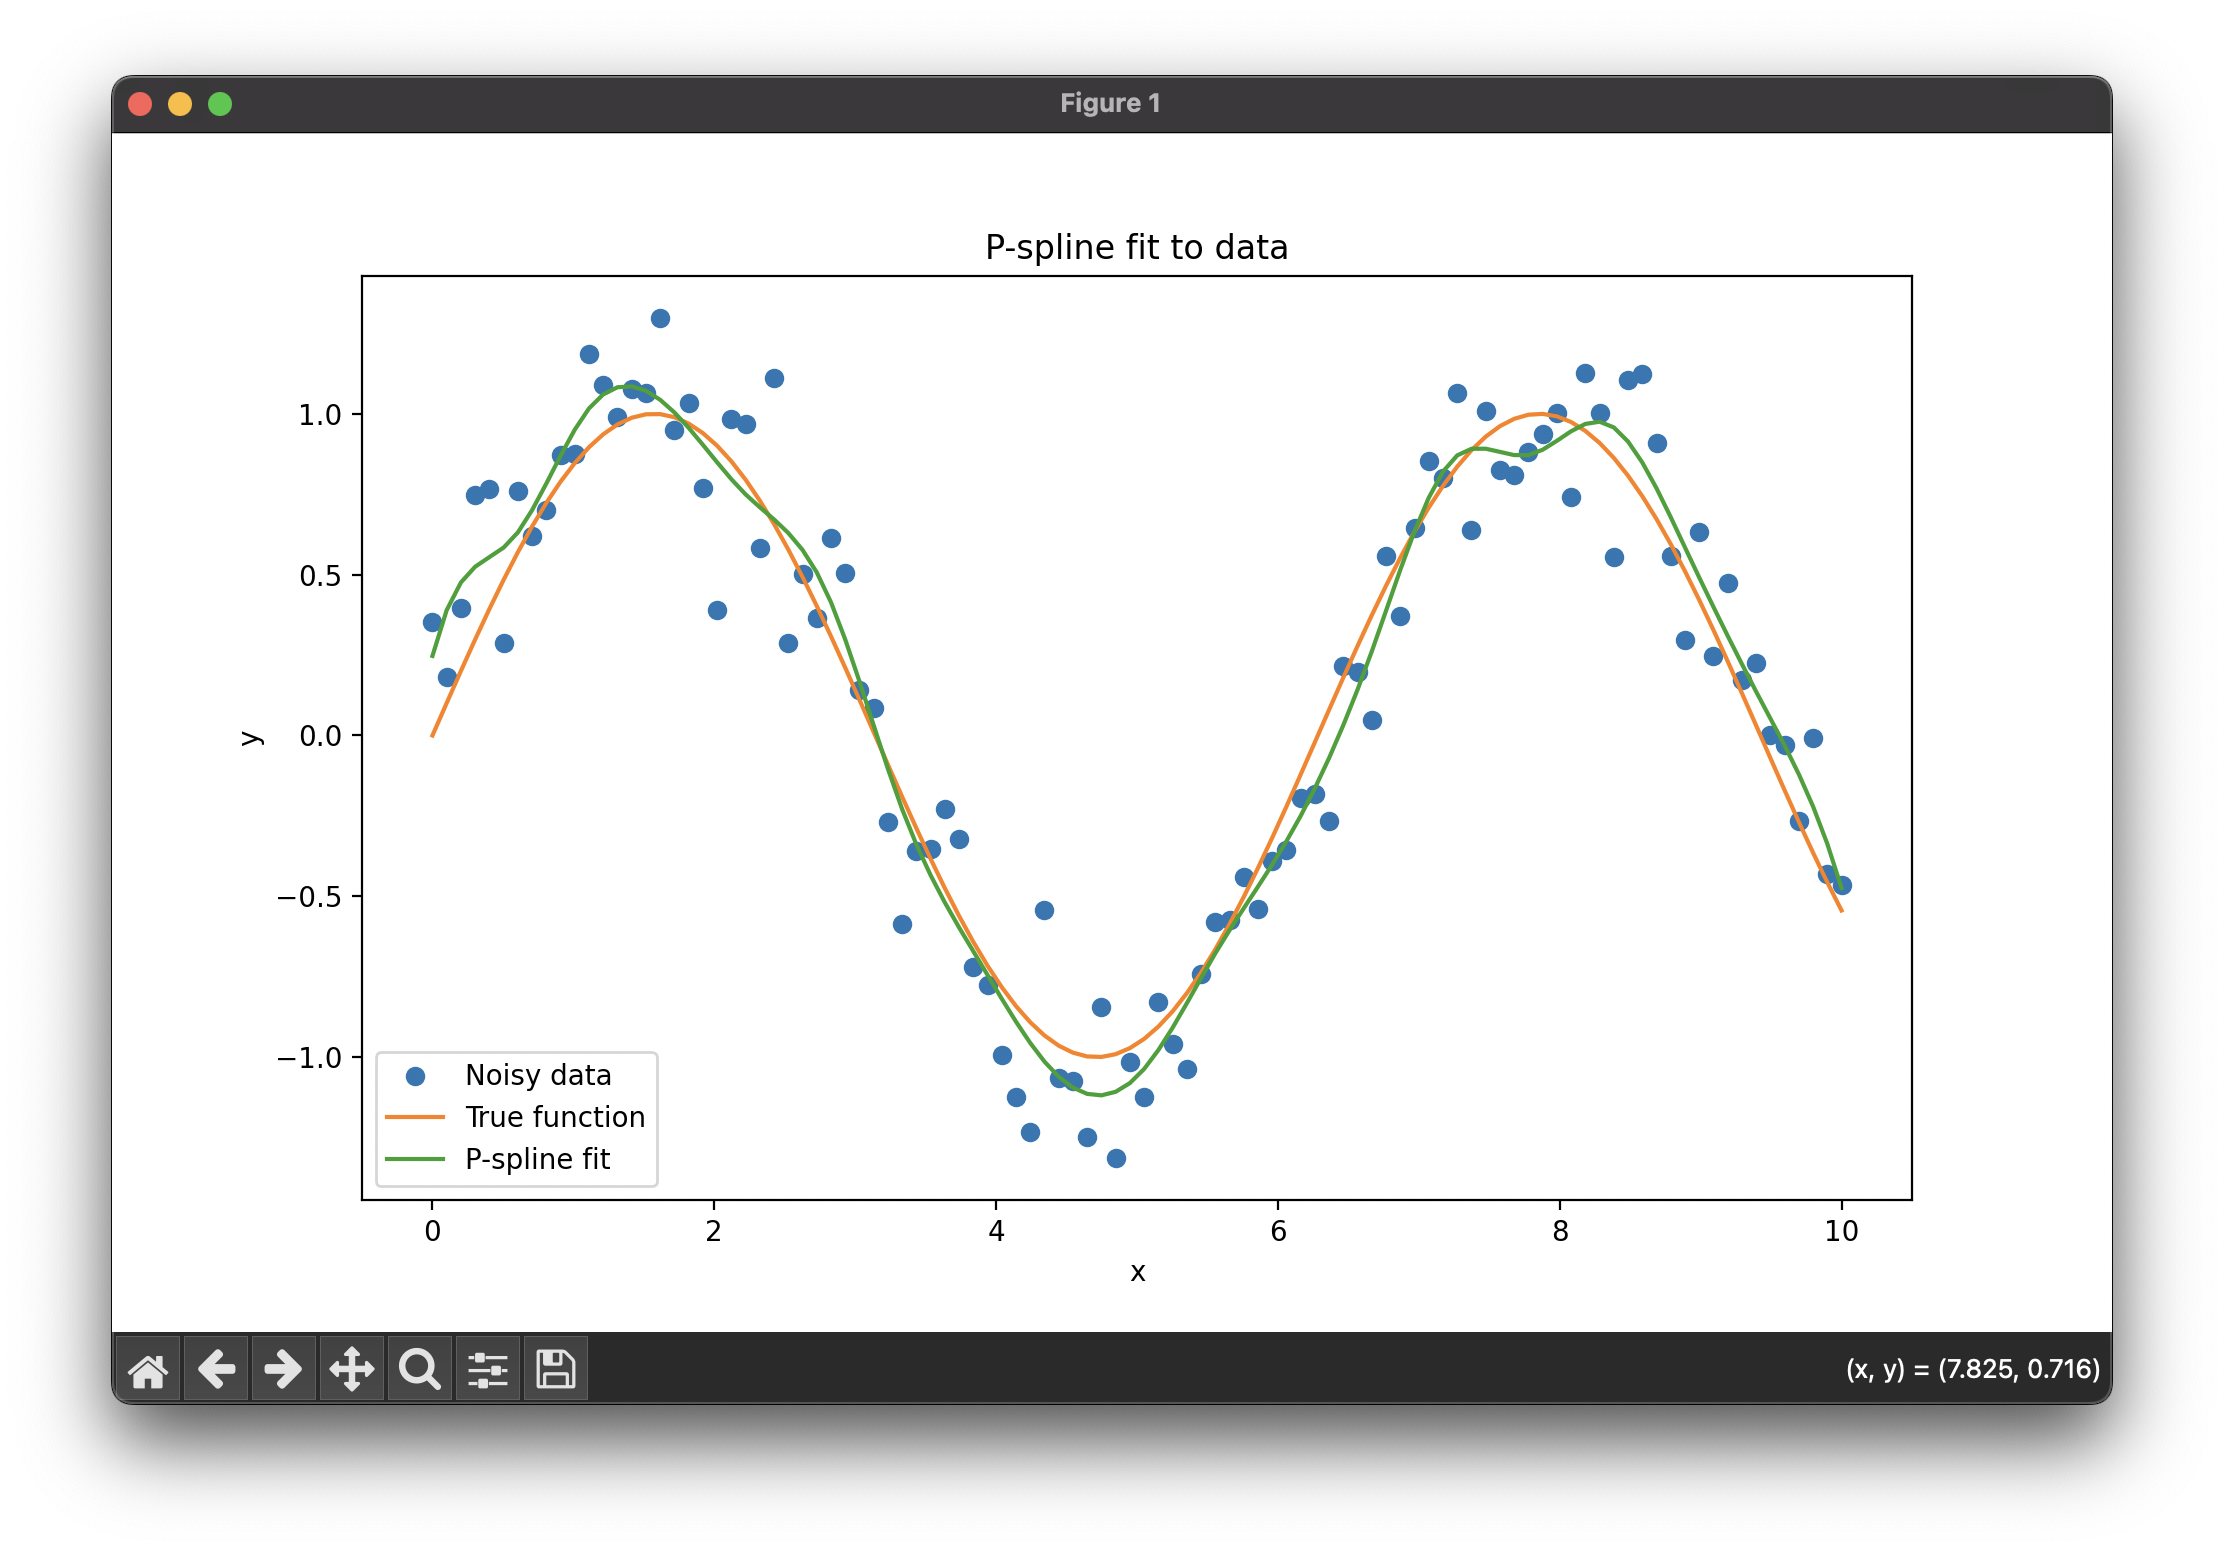 Figure 1
P-spline fit to data
1.0
0.5
0.0
−0.5
−1.0
y
Noisy data
True function
P-spline fit
0 2 4 6 8 10
x
(x, y) = (7.825, 0.716)